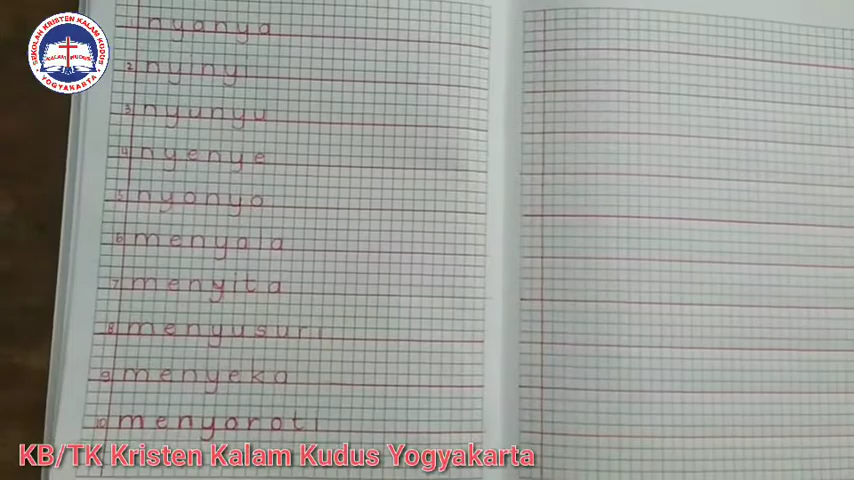 SEKOLAH KRISTEN KALAM KUDUS
KALAM KUDUS
YOGYAKARTA
1 nyanya
2 nyiny
3 nyunyu
4 nyenye
5 nyonyo
6 menyala
7 menyita
8 menyusuri
9 menyeka
10 menyoroti
KB/TK Kristen Kalam Kudus Yogyakarta